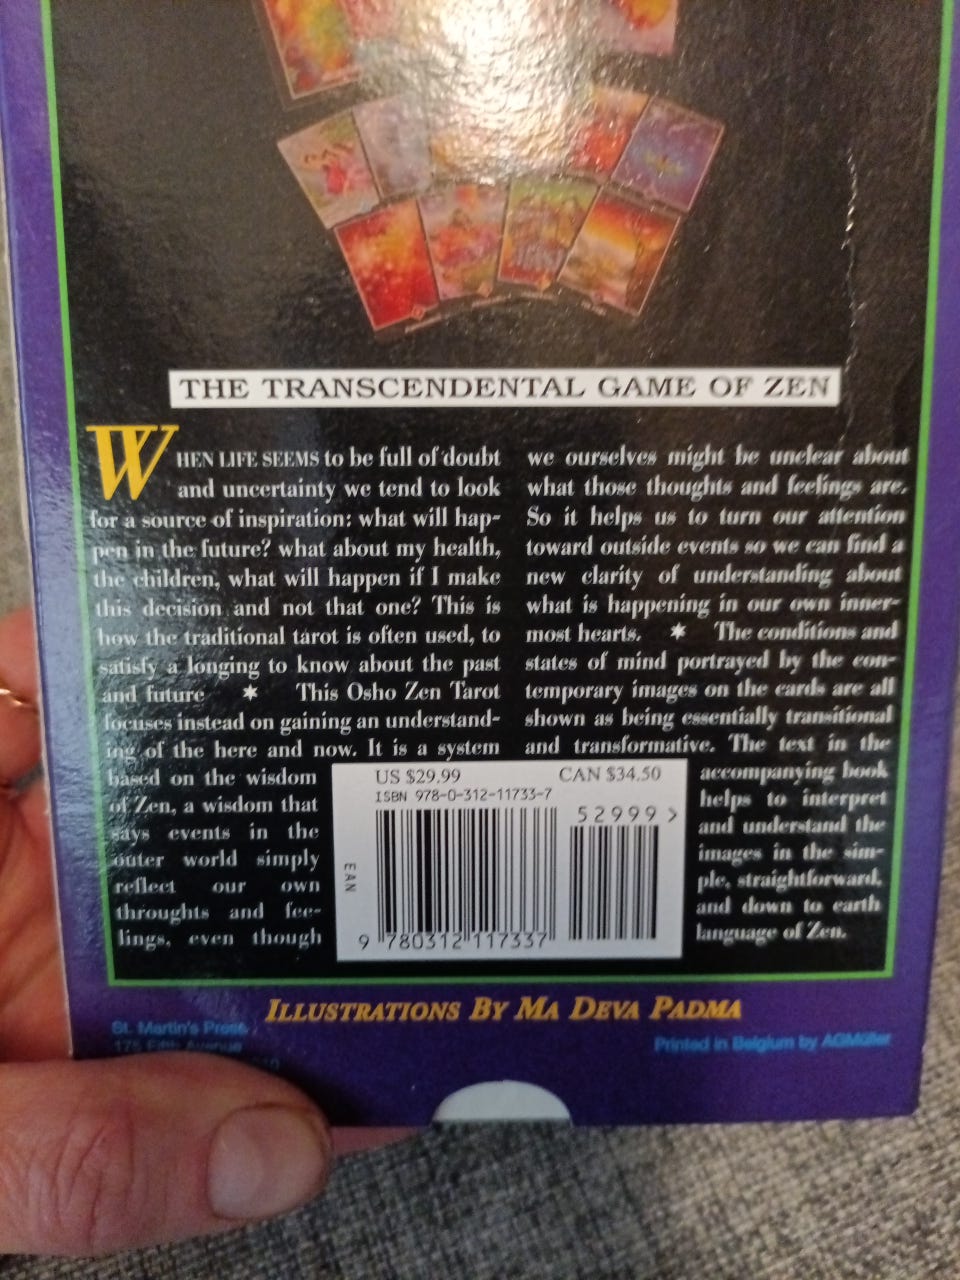 THE TRANSCENDENTAL GAME OF ZEN
WHEN LIFE SEEMS to be full of doubt
and uncertainty we tend to look
for a source of inspiration: what will hap-
pen in the future? what about my health,
the children, what will happen if I make
this decision and not that one? This is
how the traditional tarot is often used, to
satisfy a longing to know about the past
and future ✶ This Osho Zen Tarot
focuses instead on gaining an understand-
ing of the here and now. It is a system
based on the wisdom
of Zen, a wisdom that
says events in the
outer world simply
reflect our own
throughts and fee-
lings, even though
we ourselves might be unclear about
what those thoughts and feelings are.
So it helps us to turn our attention
toward outside events so we can find a
new clarity of understanding about
what is happening in our own inner-
most hearts. ✶ The conditions and
states of mind portrayed by the con-
temporary images on the cards are all
shown as being essentially transitional
and transformative. The text in the
accompanying book
helps to interpret
and understand the
images in the sim-
ple, straightforward,
and down to earth
language of Zen.
US $29.99 CAN $34.50
ISBN 978-0-312-11733-7
52999>
EAN
9 780312 117337
ILLUSTRATIONS BY MA DEVA PADMA
St. Martin's Press
175 Fifth Avenue
Printed in Belgium by AGMüller